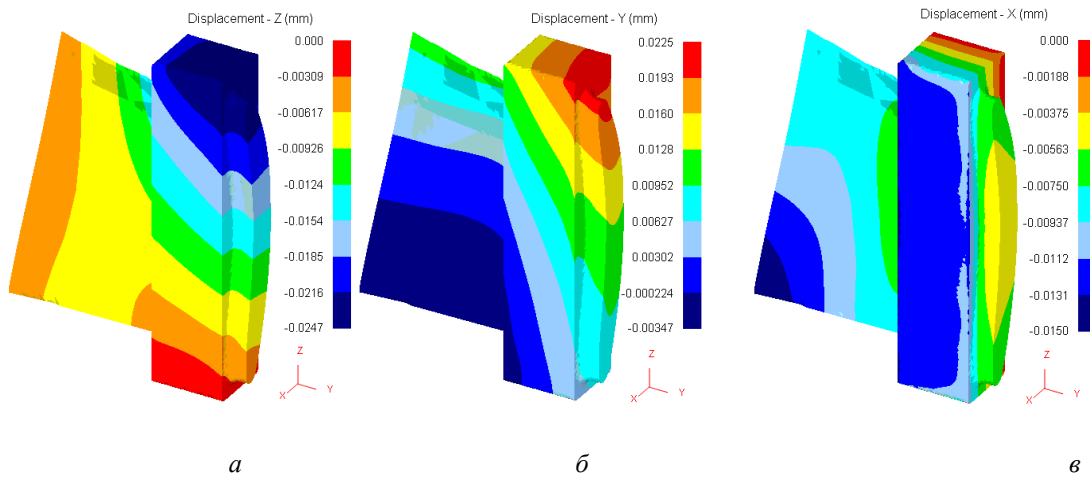 Displacement - Z (mm)
0.000
-0.00309
-0.00617
-0.00926
-0.0124
-0.0154
-0.0185
-0.0216
-0.0247
Z
X
Y
а
Displacement - Y (mm)
0.0225
0.0193
0.0160
0.0128
0.00952
0.00627
0.00302
-0.000224
-0.00347
Z
X
Y
б
Displacement - X (mm)
0.000
-0.00188
-0.00375
-0.00563
-0.00750
-0.00937
-0.0112
-0.0131
-0.0150
Z
X
Y
в